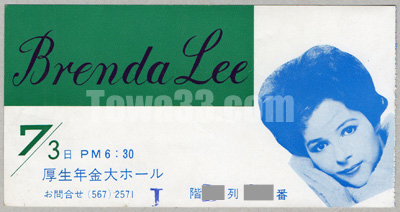 Brenda Lee
Town33.com
7/3日 PM 6:30
厚生年金大ホール
お問合せ (567) 2571
階 列 番